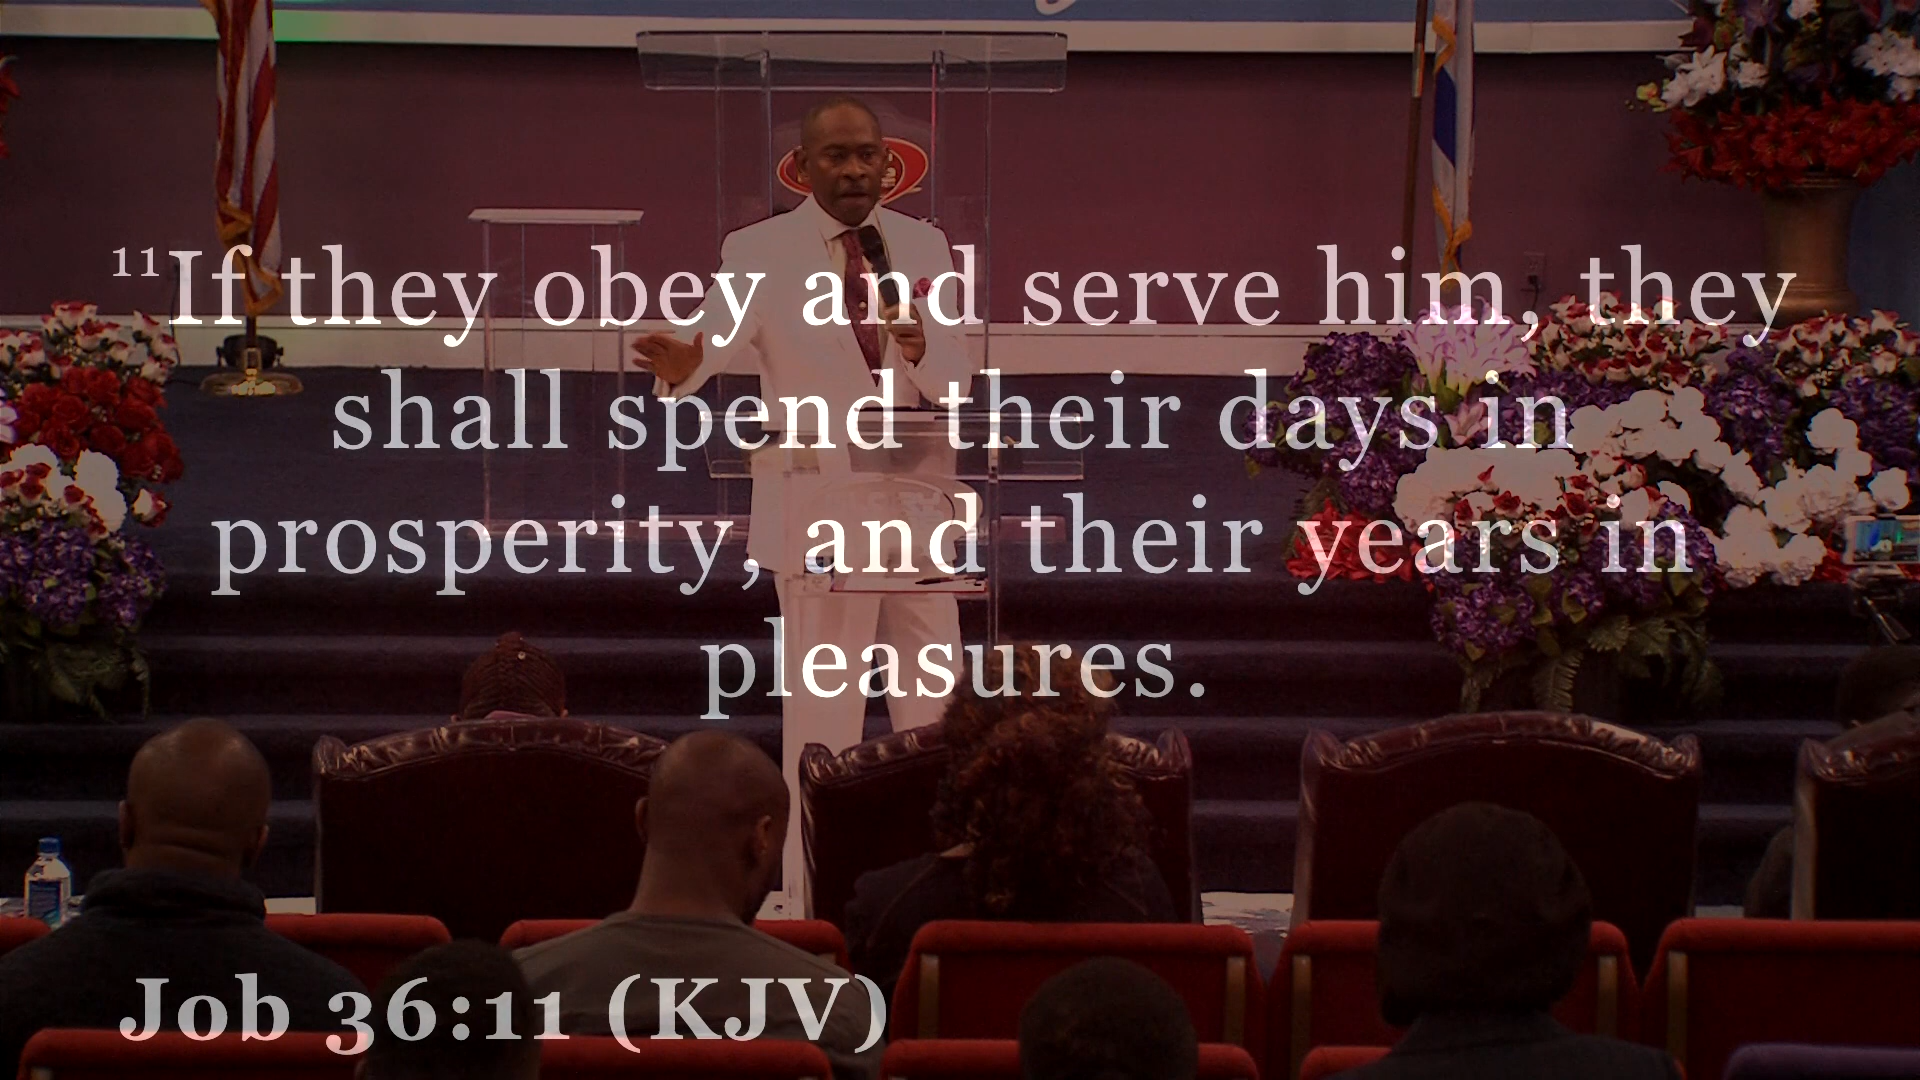 ¹¹If they obey and serve him, they
shall spend their days in
prosperity, and their years in
pleasures.
Job 36:11 (KJV)